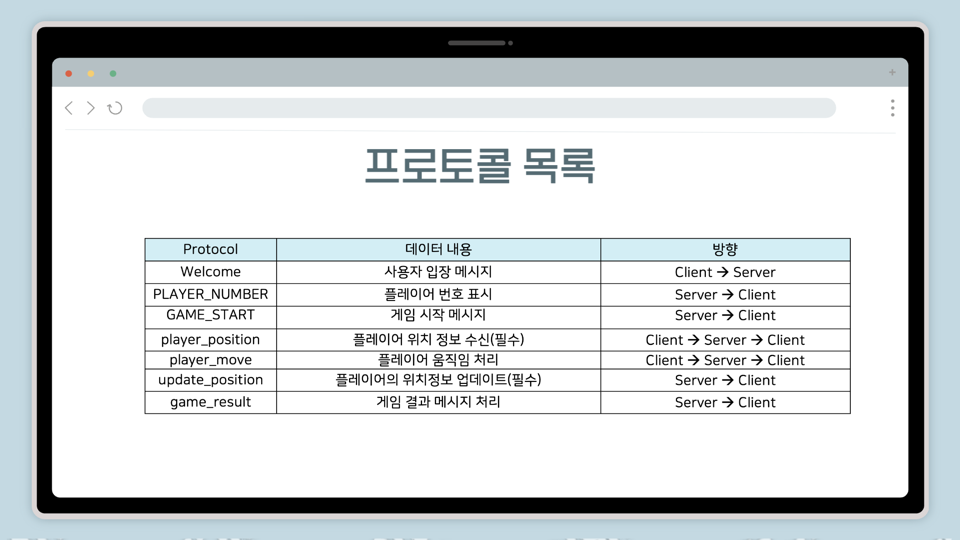 프로토콜 목록
Protocol 데이터 내용 방향
Welcome 사용자 입장 메시지 Client → Server
PLAYER_NUMBER 플레이어 번호 표시 Server → Client
GAME_START 게임 시작 메시지 Server → Client
player_position 플레이어 위치 정보 수신(필수) Client → Server → Client
player_move 플레이어 움직임 처리 Client → Server → Client
update_position 플레이어의 위치정보 업데이트(필수) Server → Client
game_result 게임 결과 메시지 처리 Server → Client